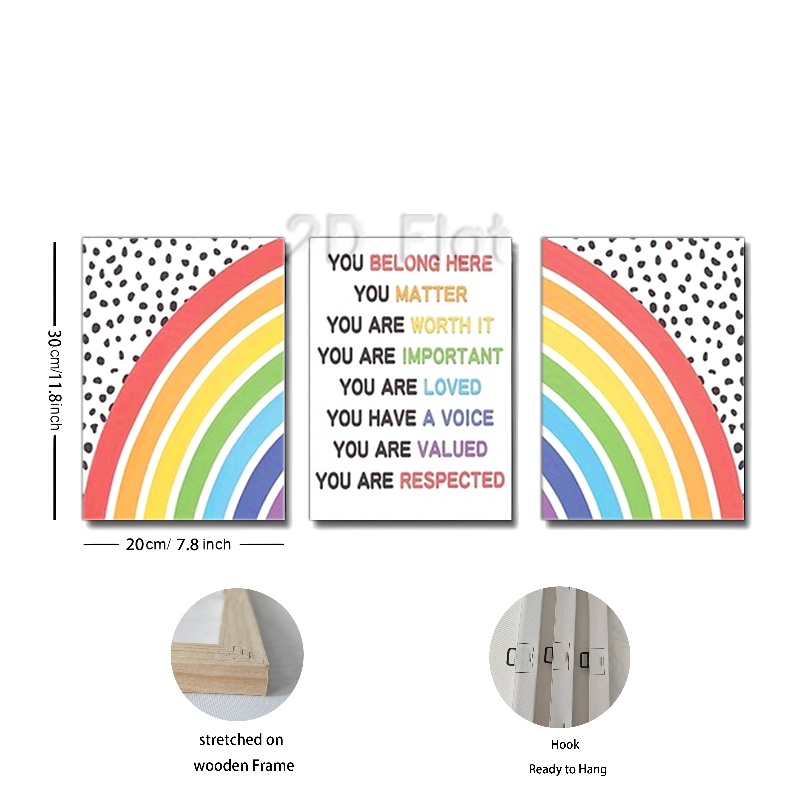 2D Flat
YOU BELONG HERE
YOU MATTER
YOU ARE WORTH IT
YOU ARE IMPORTANT
YOU ARE LOVED
YOU HAVE A VOICE
YOU ARE VALUED
YOU ARE RESPECTED
30cm/11.8inch
20cm/ 7.8 inch
stretched on
wooden Frame
Hook
Ready to Hang